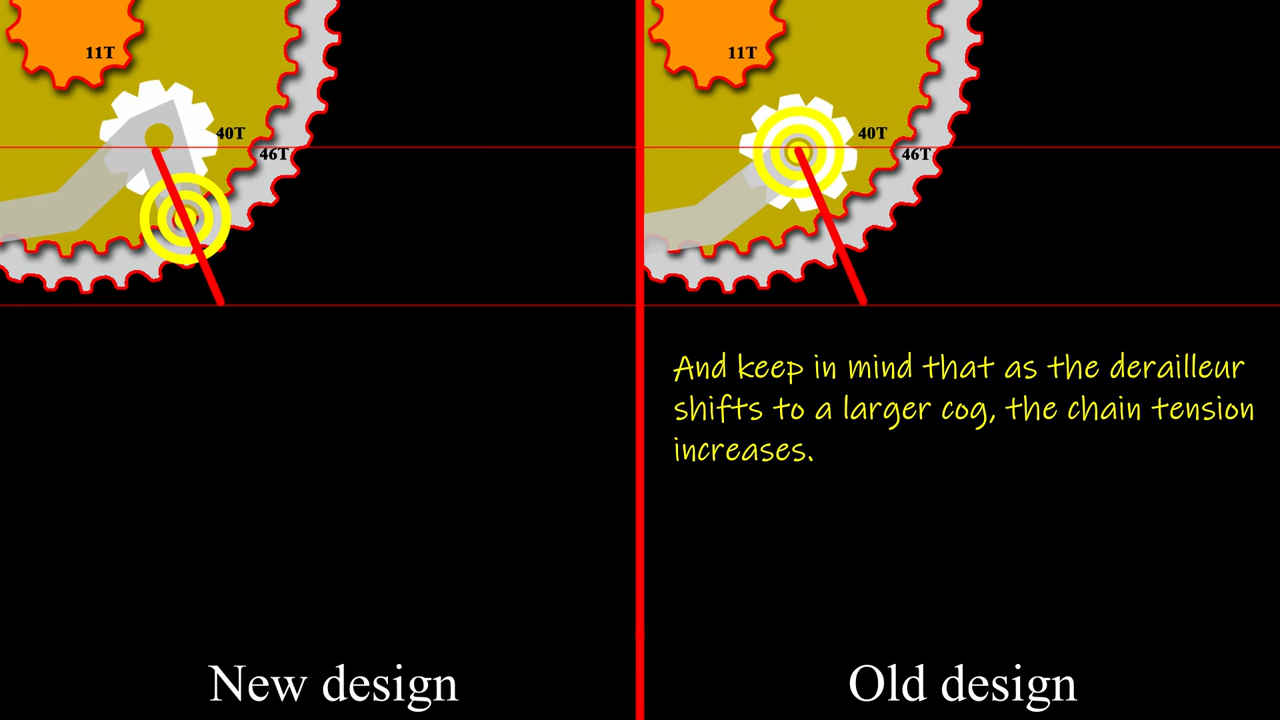 11T
40T
46T
11T
40T
46T
And keep in mind that as the derailleur
shifts to a larger cog, the chain tension
increases.
New design
Old design